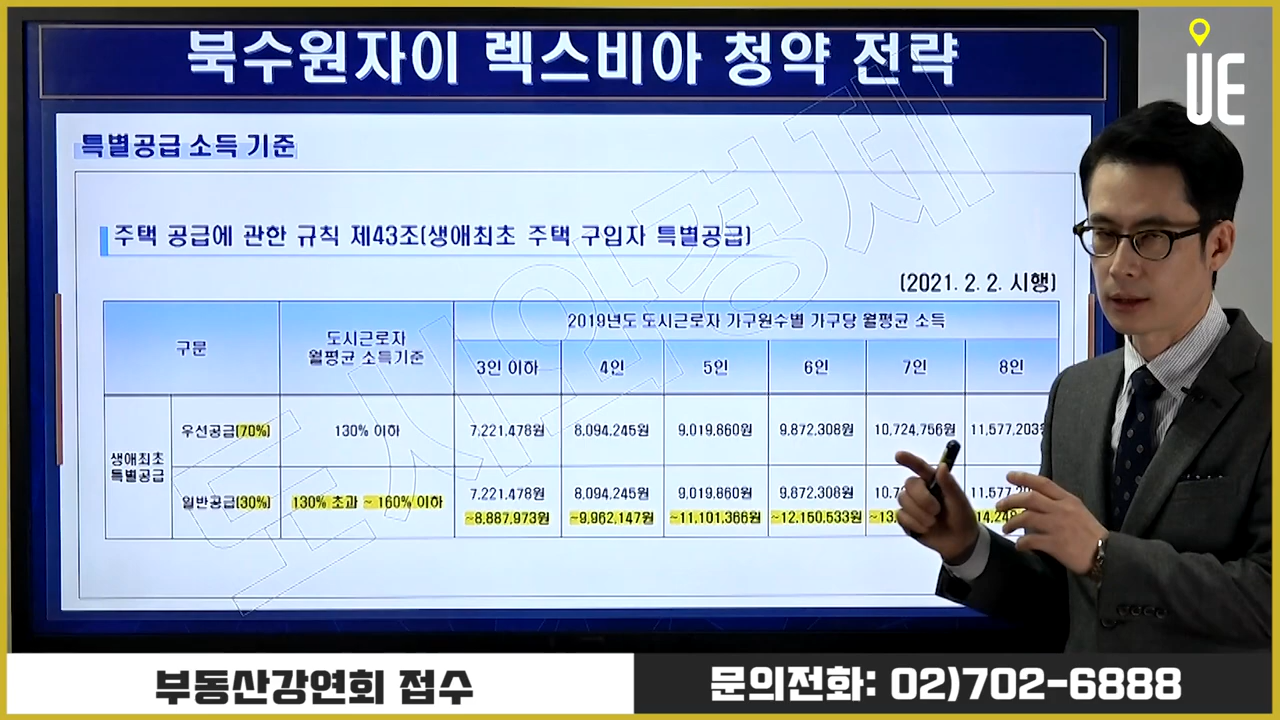 북수원자이 렉스비아 청약 전략
UE
특별공급 소득 기준
주택 공급에 관한 규칙 제43조(생애최초 주택 구입자 특별공급)
(2021. 2. 2. 시행)
구분
도시근로자
월평균 소득기준
2019년도 도시근로자 가구원수별 가구당 월평균 소득
3인 이하 4인 5인 6인 7인 8인
생애최초
특별공급
우선공급(70%) 130% 이하 7,221,478원 8,094,245원 9,019,860원 9,872,308원 10,724,756원 11,577,203
일반공급(30%) 130% 초과 ~ 160% 이하
7,221,478원 8,094,245원 9,019,860원 9,872,308원
~8,887,973원 ~9,962,147원 ~11,101,366원 ~12,150,533원
도시와경제
부동산강연회 접수
문의전화: 02)702-6888